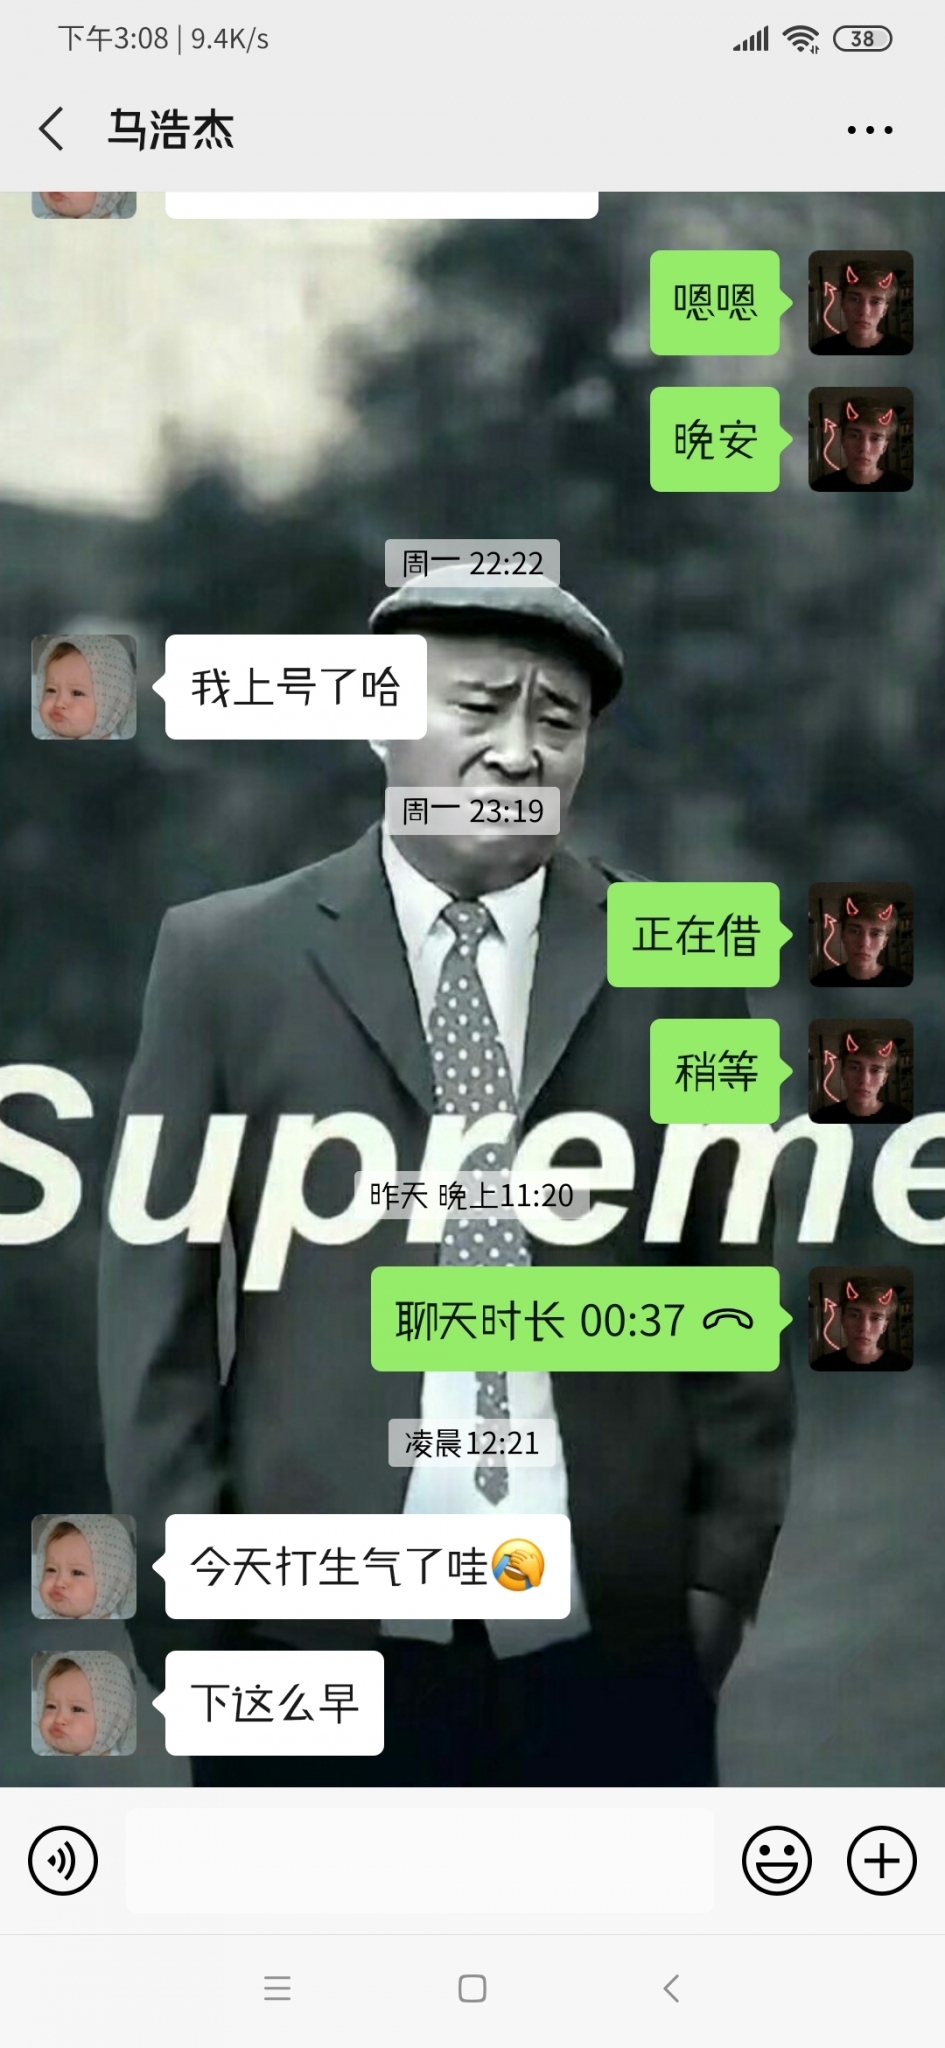 下午3:08 | 9.4K/s
38
马浩杰
嗯嗯
晚安
周一 22:22
我上号了哈
周一 23:19
正在借
稍等
Supreme
昨天 晚上11:20
聊天时长 00:37
凌晨12:21
今天打生气了哇🤦
下这么早